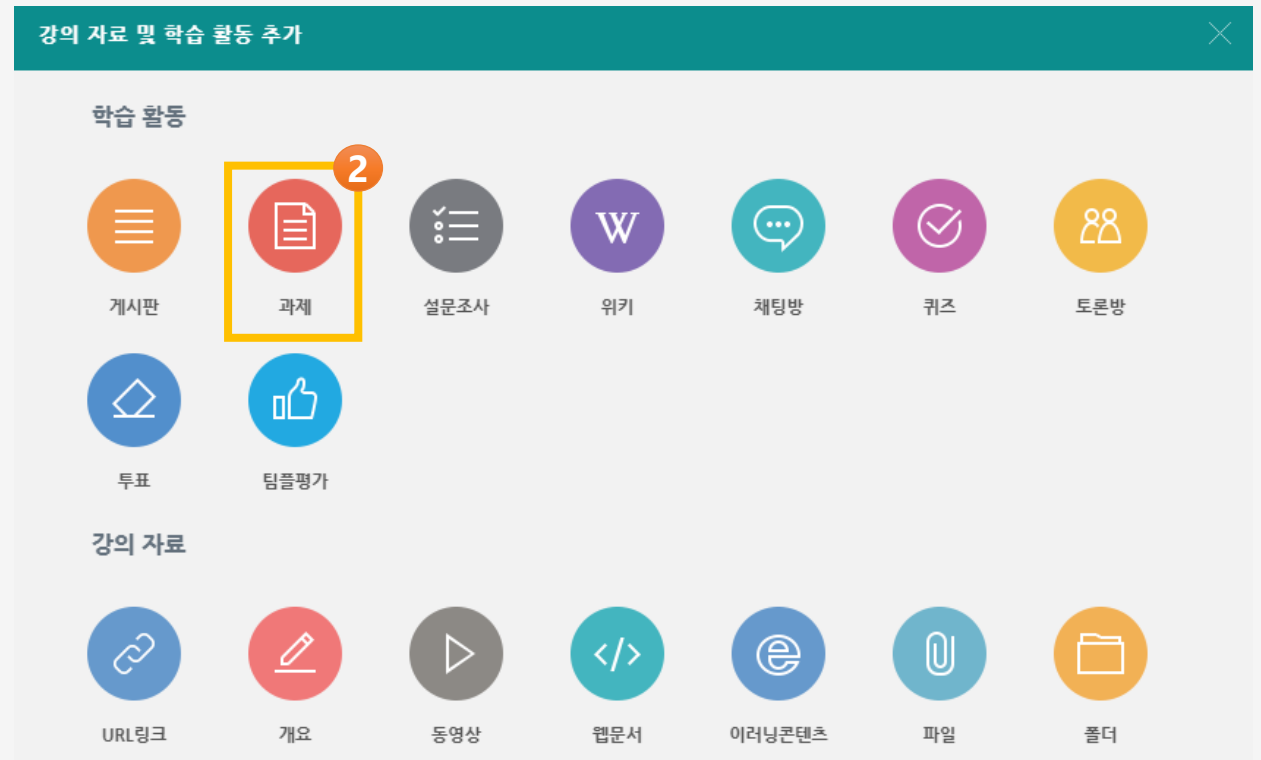 강의 자료 및 학습 활동 추가
학습 활동
2
게시판 과제 설문조사 위키 채팅방 퀴즈 토론방
투표 팀플평가
강의 자료
URL링크 개요 동영상 웹문서 이러닝콘텐츠 파일 폴더